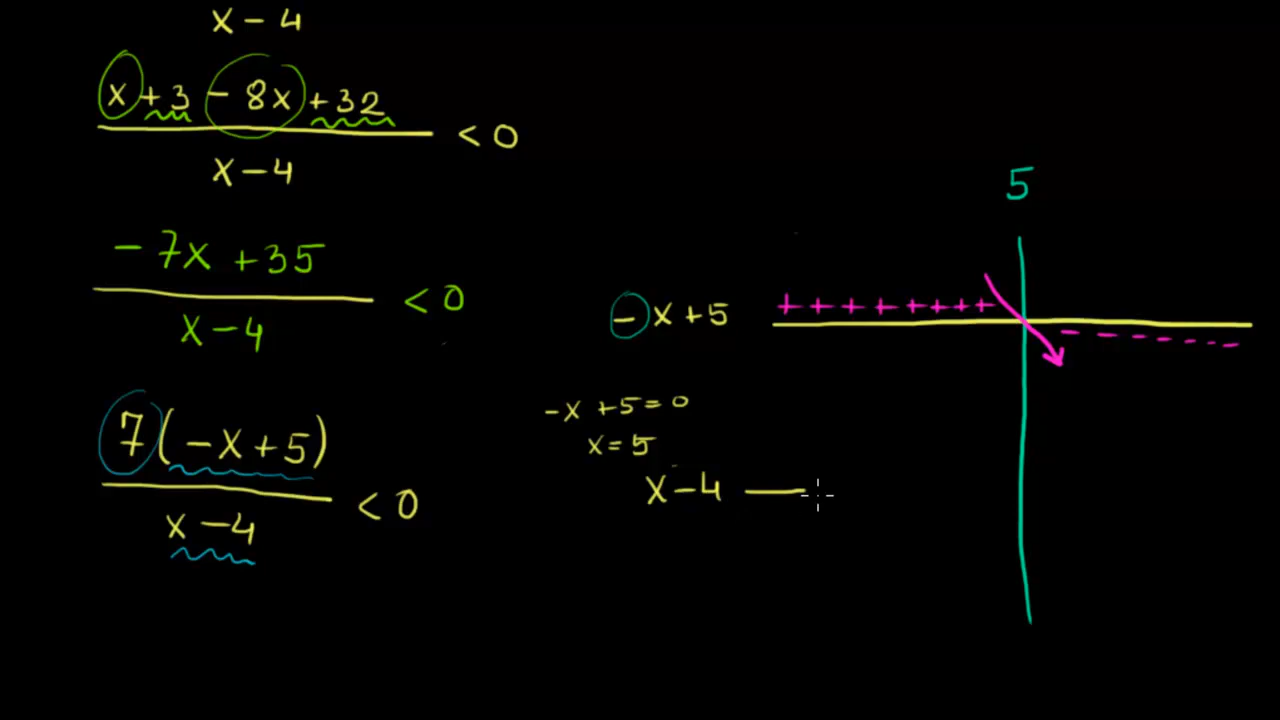 x - 4
x + 3 - 8x + 32
< 0
x - 4
-7x + 35
< 0
x - 4
7(-x + 5)
< 0
x - 4
5
-x + 5
+ + + + + + + +
- - - - - - -
-x + 5 = 0
x = 5
x - 4